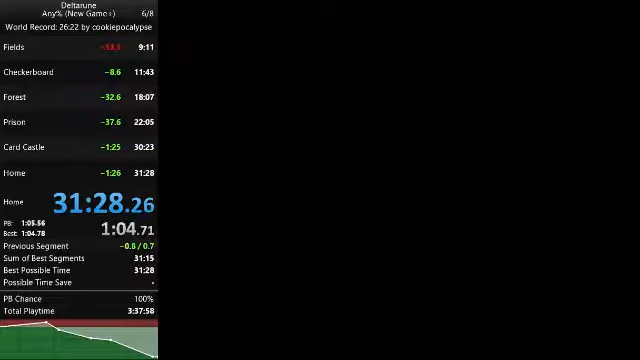 Deltarune
Any% (New Game+) 6/8
World Record: 26:22 by cookiepocalypse
Fields 9:11
Checkerboard −8.6 11:43
Forest −32.6 18:07
Prison −37.6 22:05
Card Castle −1:25 30:23
Home −1:26 31:28
Home 31:28.26
PB: 1:05.56
Best: 1:04.78 1:04.71
Previous Segment −0.8 / 0.7
Sum of Best Segments 31:15
Best Possible Time 31:28
Possible Time Save -
PB Chance 100%
Total Playtime 3:37:58